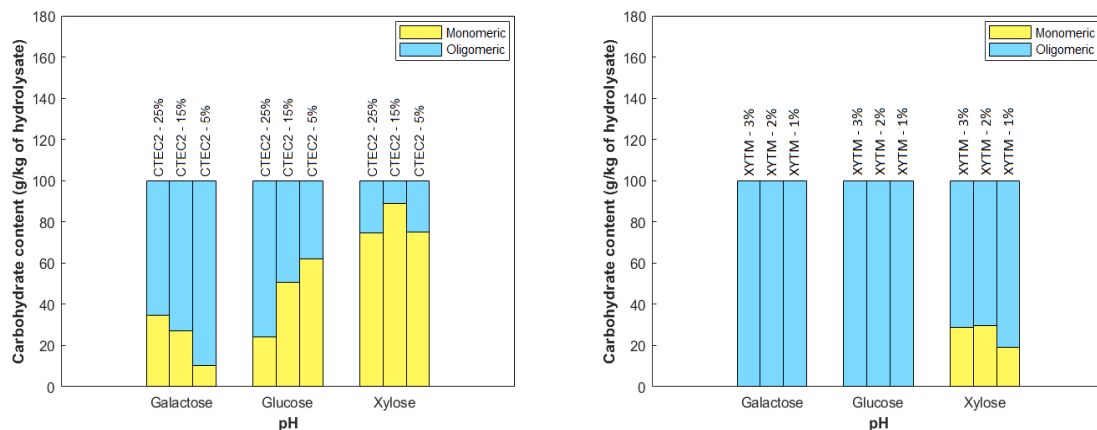 Carbohydrate content (g/kg of hydrolysate)
180
160
140
120
100
80
60
40
20
0
Monomeric
Oligomeric
CTEC2 - 25%
CTEC2 - 15%
CTEC2 - 5%
CTEC2 - 25%
CTEC2 - 15%
CTEC2 - 5%
CTEC2 - 25%
CTEC2 - 15%
CTEC2 - 5%
Galactose
Glucose
Xylose
pH
Carbohydrate content (g/kg of hydrolysate)
180
160
140
120
100
80
60
40
20
0
Monomeric
Oligomeric
XYTM - 3%
XYTM - 2%
XYTM - 1%
XYTM - 3%
XYTM - 2%
XYTM - 1%
XYTM - 3%
XYTM - 2%
XYTM - 1%
Galactose
Glucose
Xylose
pH